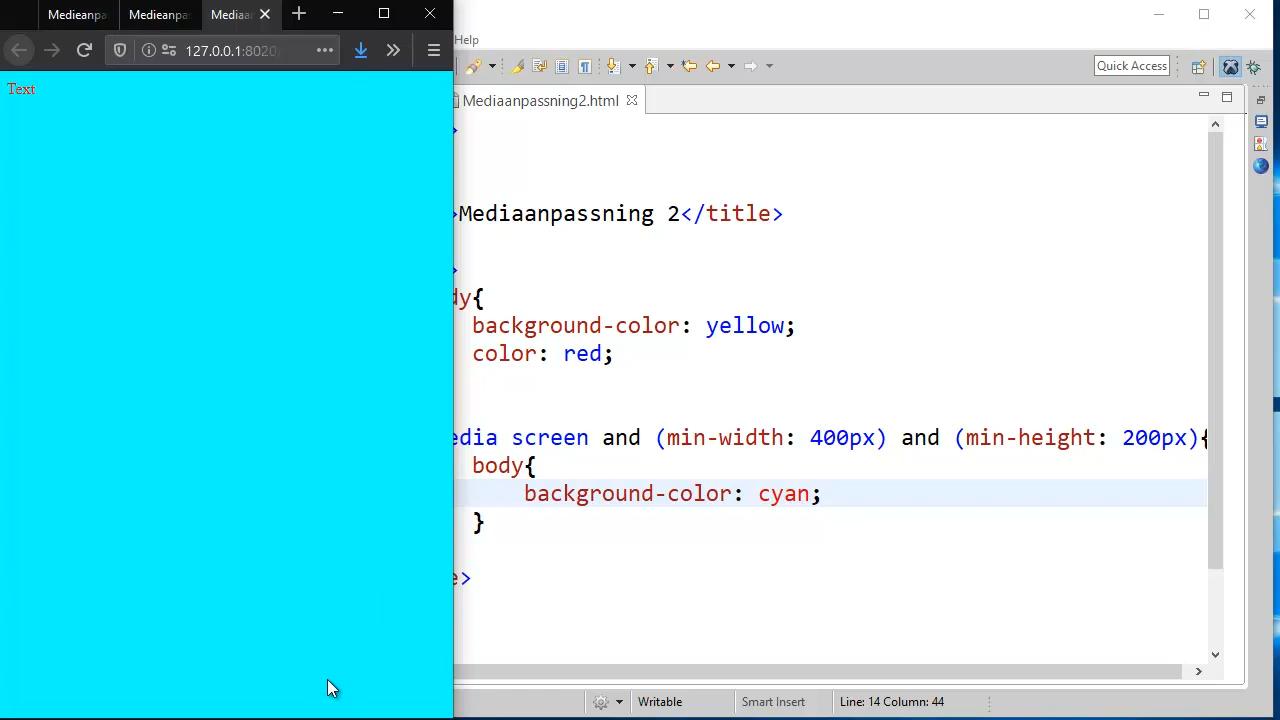 Medieanpa
Medieanpas
Mediaa
127.0.0.1:8020
Text
Help
Quick Access
Mediaanpassning2.html
>
>Mediaanpassning 2</title>
>
dy{
background-color: yellow;
color: red;
edia screen and (min-width: 400px) and (min-height: 200px){
body{
background-color: cyan;
}
e>
Writable
Smart Insert
Line: 14 Column: 44